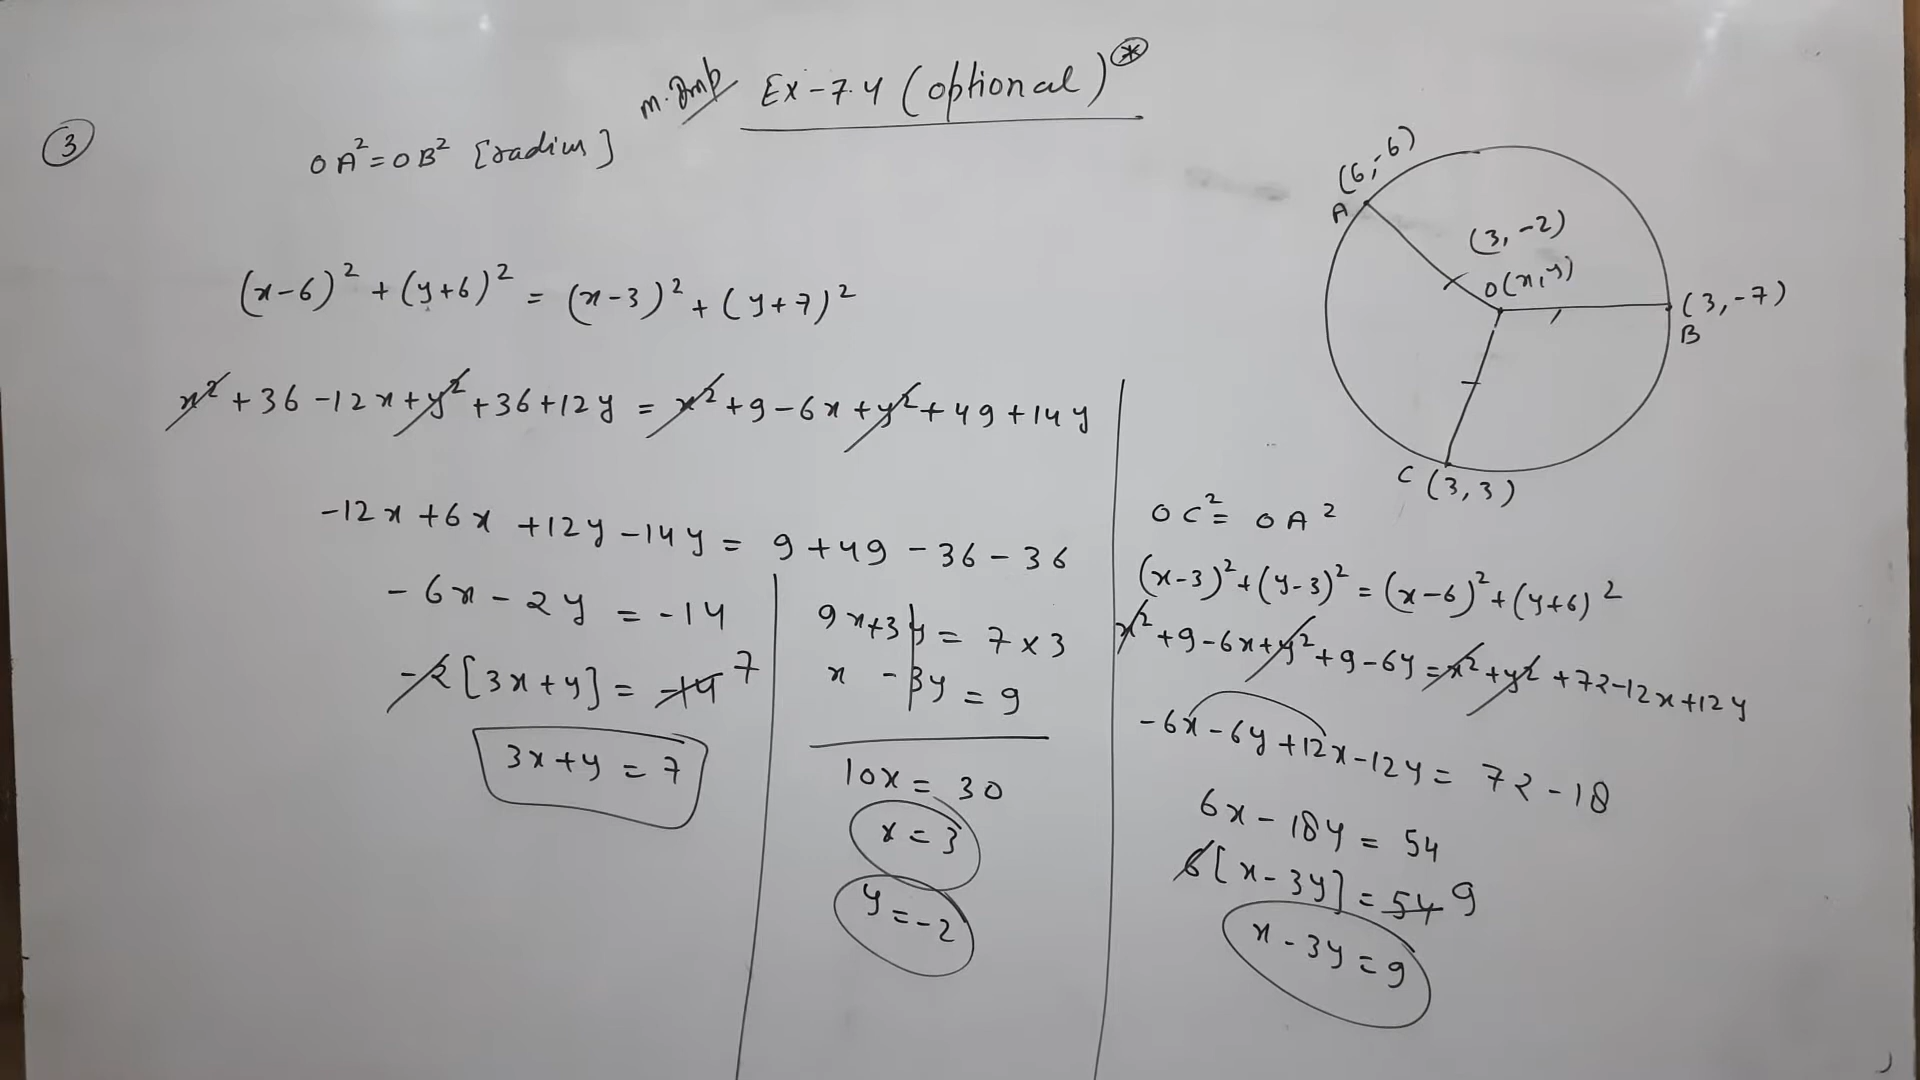 m. Imp Ex-7.4 (optional) *
3
OA² = OB² [radius]
(x-6)² + (y+6)² = (x-3)² + (y+7)²
x² + 36 - 12x + y² + 36 + 12y = x² + 9 - 6x + y² + 49 + 14y
-12x + 6x + 12y - 14y = 9 + 49 - 36 - 36
- 6x - 2y = -14
-2[3x+y] = -14 7
3x + y = 7
9x+3y = 7 x 3
x - 3y = 9
10x = 30
x = 3
y = -2
(6, -6)
A
(3, -2)
O(x, y)
(3, -7)
B
C (3, 3)
OC² = OA²
(x-3)² + (y-3)² = (x-6)² + (y+6)²
x² + 9 - 6x + y² + 9 - 6y = x² + y² + 72 - 12x + 12y
-6x - 6y + 12x - 12y = 72 - 18
6x - 18y = 54
6[x - 3y] = 54 9
x - 3y = 9